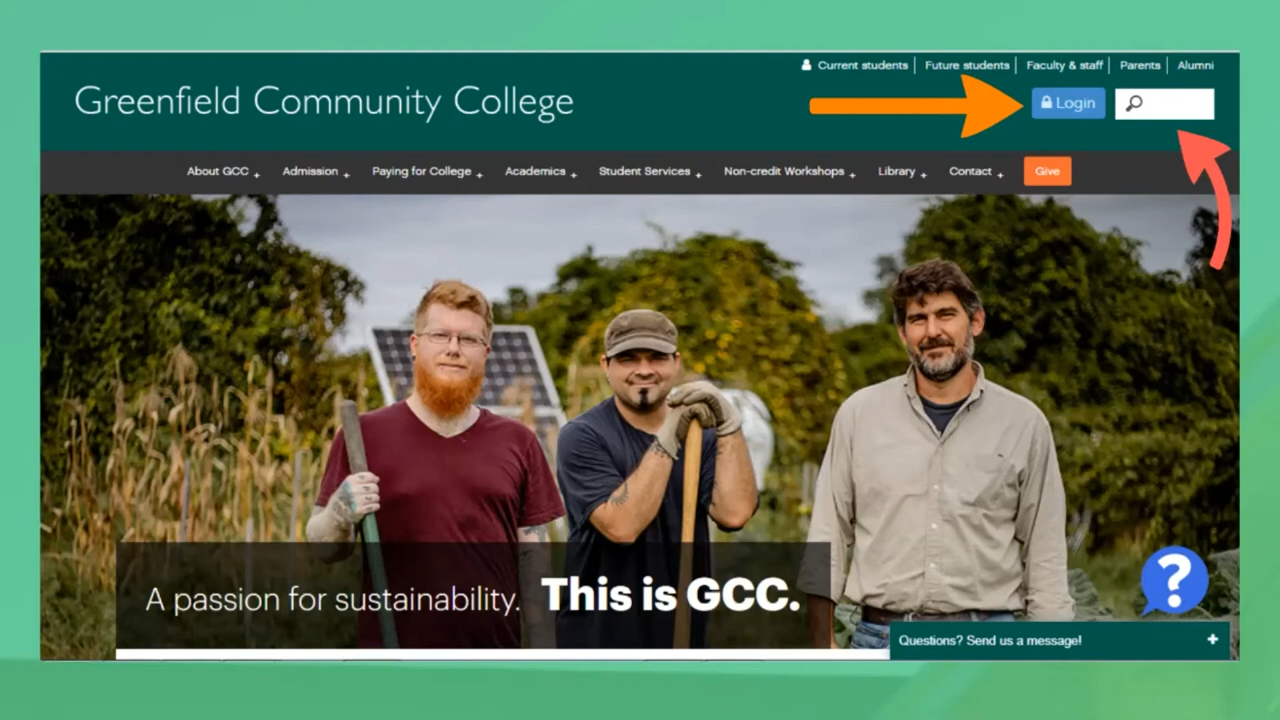 Current students Future students Faculty & staff Parents Alumni
Greenfield Community College
Login
About GCC + Admission + Paying for College + Academics + Student Services + Non-credit Workshops + Library + Contact + Give
A passion for sustainability. This is GCC.
?
Questions? Send us a message! +